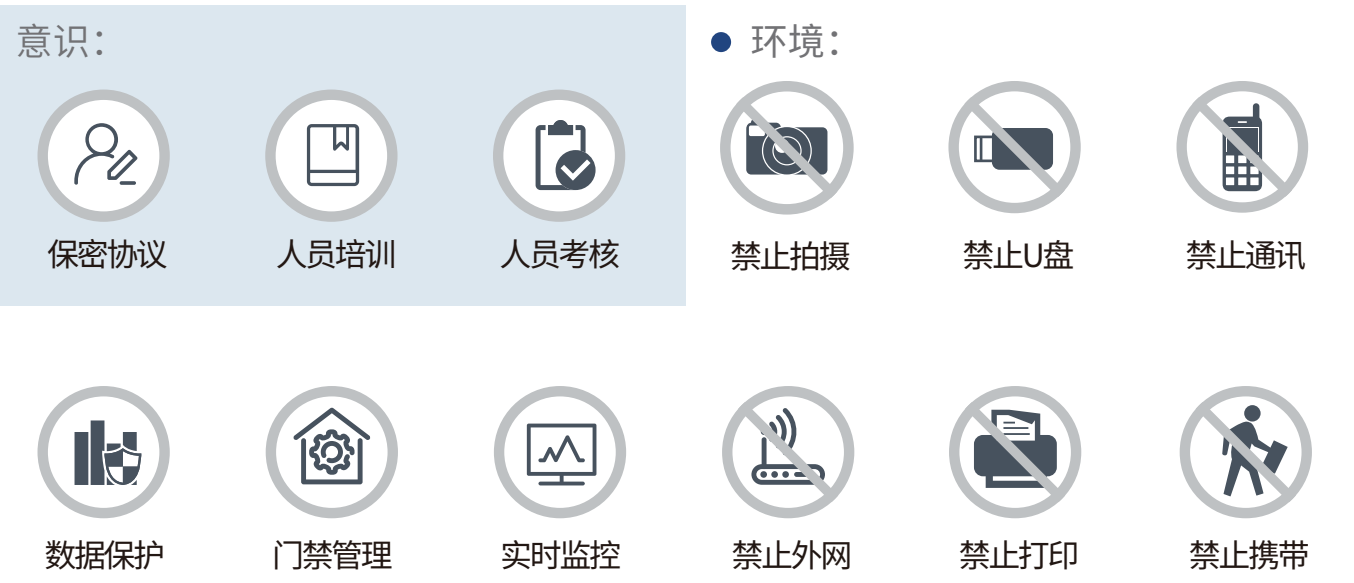 意识：
保密协议
人员培训
人员考核
环境：
禁止拍摄
禁止U盘
禁止通讯
数据保护
门禁管理
实时监控
禁止外网
禁止打印
禁止携带